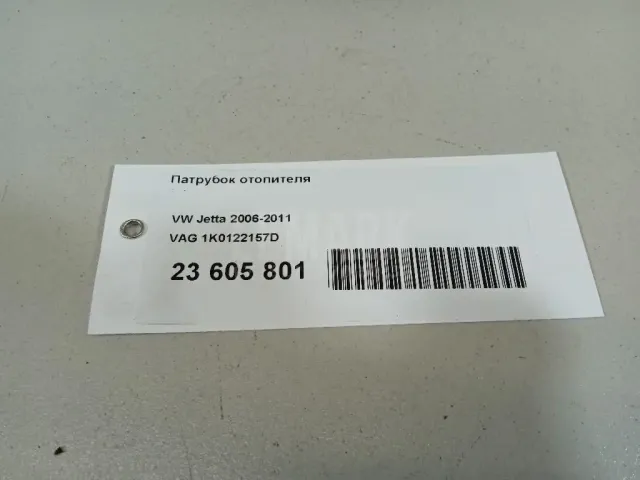 Патрубок отопителя
VW Jetta 2006-2011
VAG 1K0122157D
23 605 801